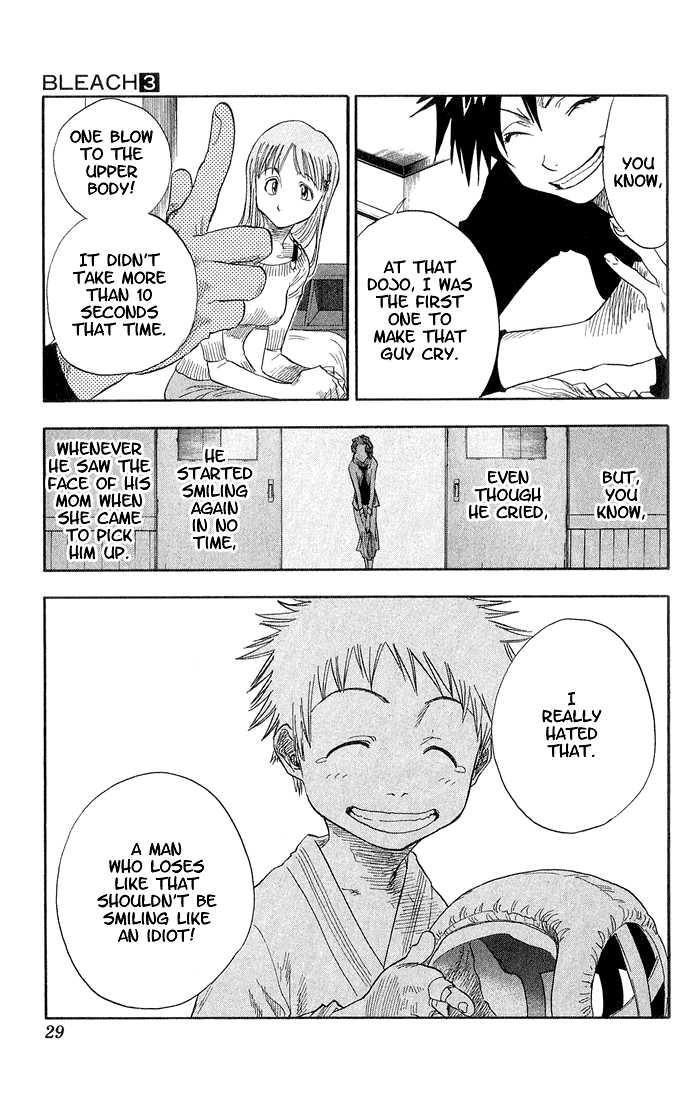 BLEACH 3
YOU
KNOW,
AT THAT
DOJO, I WAS
THE FIRST
ONE TO
MAKE THAT
GUY CRY.
ONE BLOW
TO THE
UPPER
BODY!
IT DIDN'T
TAKE MORE
THAN 10
SECONDS
THAT TIME.
BUT,
YOU
KNOW,
EVEN
THOUGH
HE CRIED,
HE
STARTED
SMILING
AGAIN
IN NO
TIME,
WHENEVER
HE SAW THE
FACE OF HIS
MOM WHEN
SHE CAME
TO PICK
HIM UP.
I
REALLY
HATED
THAT.
A MAN
WHO LOSES
LIKE THAT
SHOULDN'T BE
SMILING LIKE
AN IDIOT!
29